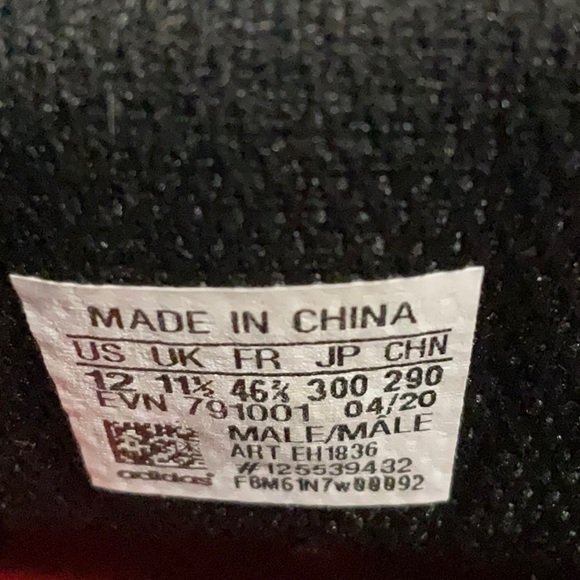 MADE IN CHINA
US UK FR JP CHN
12 11½ 46⅔ 300 290
EVN 791001 04/20
MALE/MALE
ART EH1836
#125539432
adidas